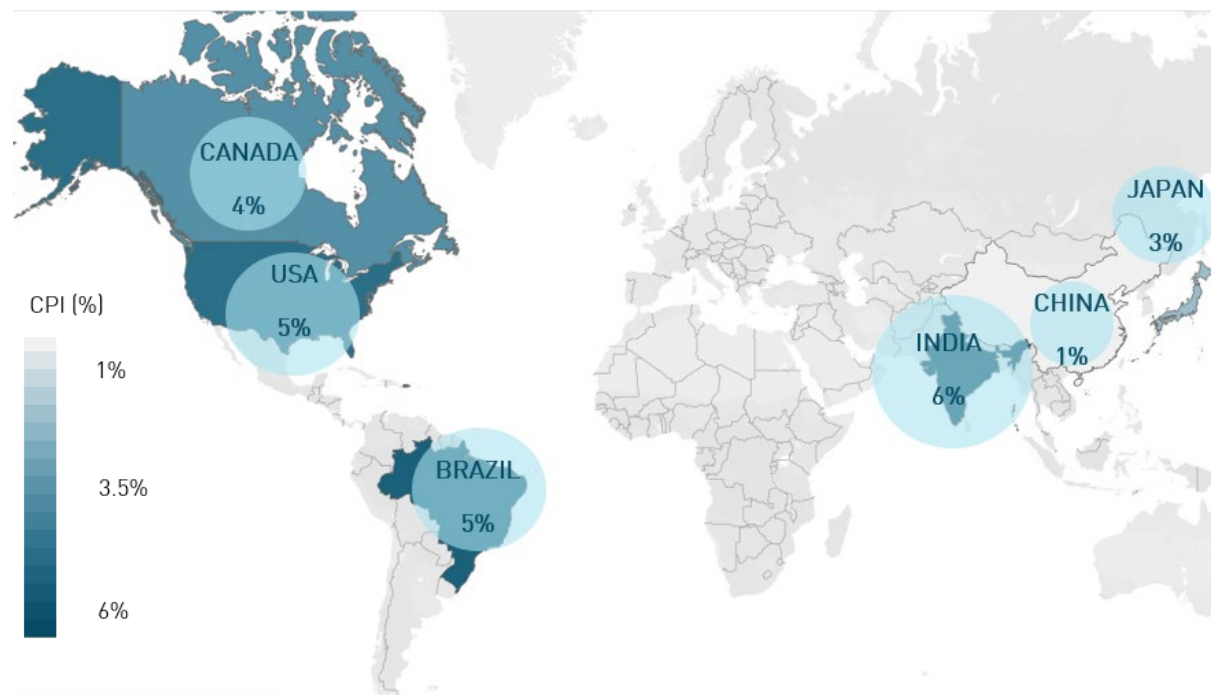 CANADA
4%
USA
5%
CPI (%)
1%
3.5%
6%
BRAZIL
5%
INDIA
6%
CHINA
1%
JAPAN
3%